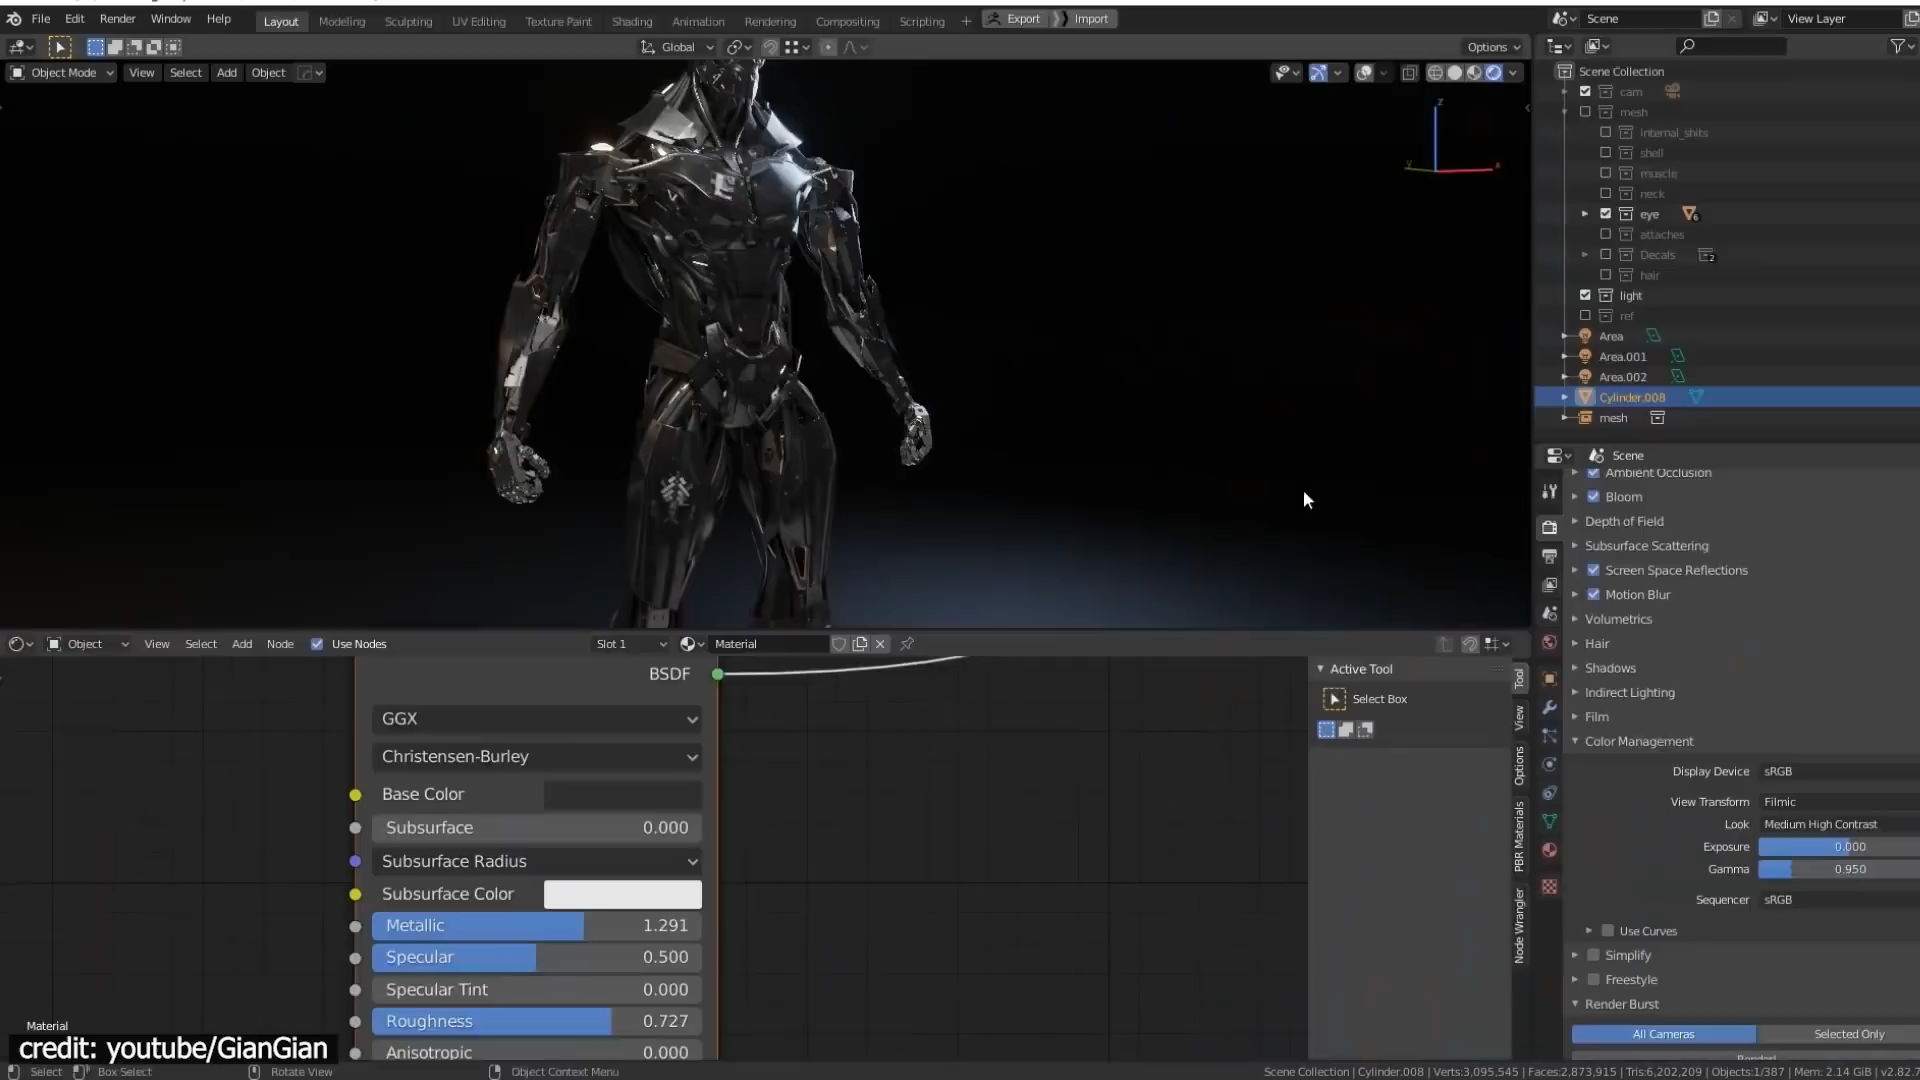 File Edit Render Window Help Layout Modeling Sculpting UV Editing Texture Paint Shading Animation Rendering Compositing Scripting + Export Import Scene View Layer
Global Options
Object Mode View Select Add Object
Scene Collection
cam
mesh
internal_shits
shell
muscle
neck
eye 6
attaches
Decals 2
hair
light
ref
Area
Area.001
Area.002
Cylinder.008
mesh
Z
Y X
Scene
Ambient Occlusion
Bloom
Depth of Field
Subsurface Scattering
Screen Space Reflections
Motion Blur
Volumetrics
Hair
Shadows
Indirect Lighting
Film
Color Management
Display Device sRGB
View Transform Filmic
Look Medium High Contrast
Exposure 0.000
Gamma 0.950
Sequencer sRGB
Use Curves
Simplify
Freestyle
Render Burst
All Cameras Selected Only
Object View Select Add Node Use Nodes Slot 1 Material
BSDF
GGX
Christensen-Burley
Base Color
Subsurface 0.000
Subsurface Radius
Subsurface Color
Metallic 1.291
Specular 0.500
Specular Tint 0.000
Roughness 0.727
Anisotropic 0.000
Active Tool
Select Box
Tool
View
Options
PBR Materials
Node Wrangler
Material
credit: youtube/GianGian
Select Box Select Rotate View Object Context Menu
Scene Collection | Cylinder.008 | Verts:3,095,545 | Faces:2,873,915 | Tris:6,202,209 | Objects:1/387 | Mem: 2.14 GiB | v2.82.7